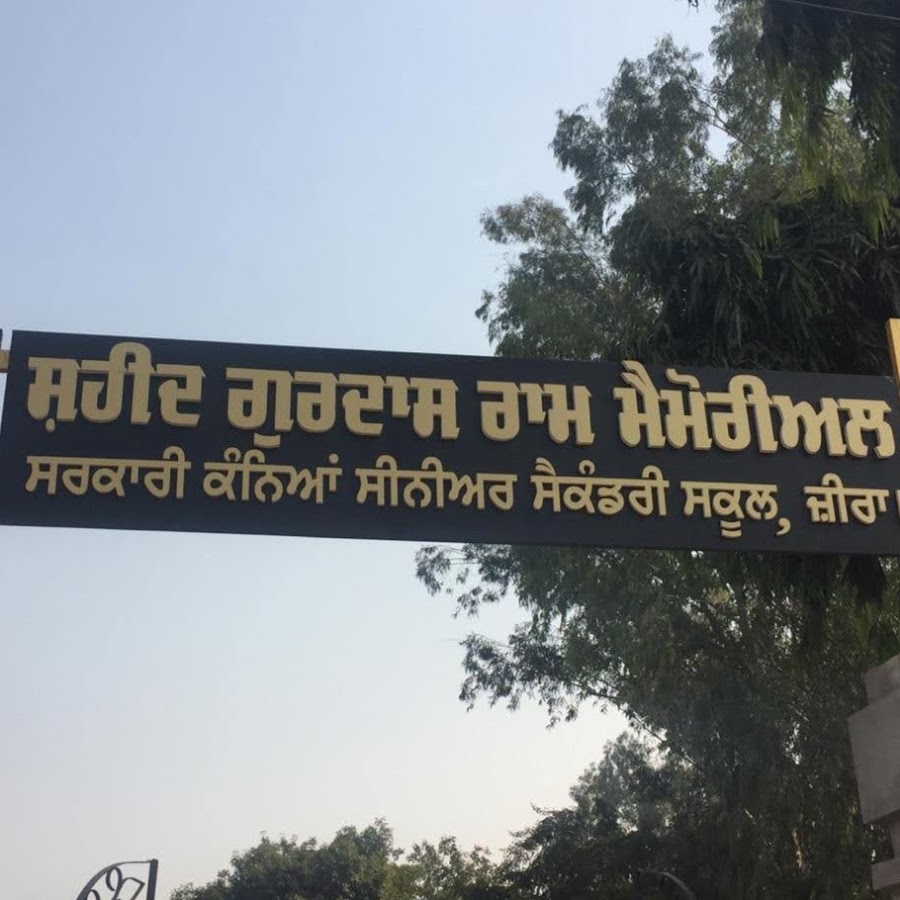 ਸ਼ਹੀਦ ਗੁਰਦਾਸ ਰਾਮ ਮੈਮੋਰੀਅਲ
ਸਰਕਾਰੀ ਕੰਨਿਆਂ ਸੀਨੀਅਰ ਸੈਕੰਡਰੀ ਸਕੂਲ, ਜ਼ੀਰਾ।